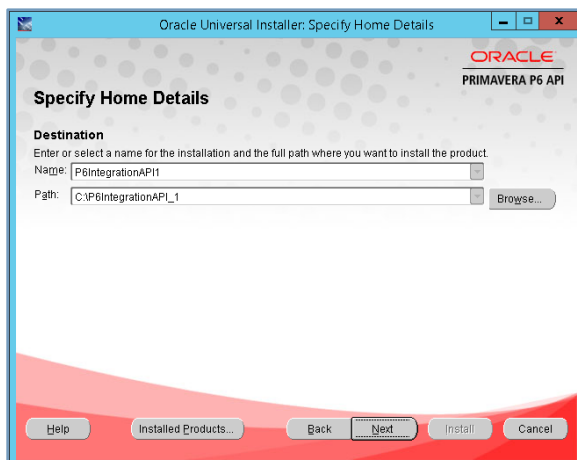 Oracle Universal Installer: Specify Home Details
ORACLE
PRIMAVERA P6 API
Specify Home Details
Destination
Enter or select a name for the installation and the full path where you want to install the product.
Name: P6IntegrationAPI1
Path: C:\P6IntegrationAPI_1 Browse...
Help Installed Products... Back Next Install Cancel